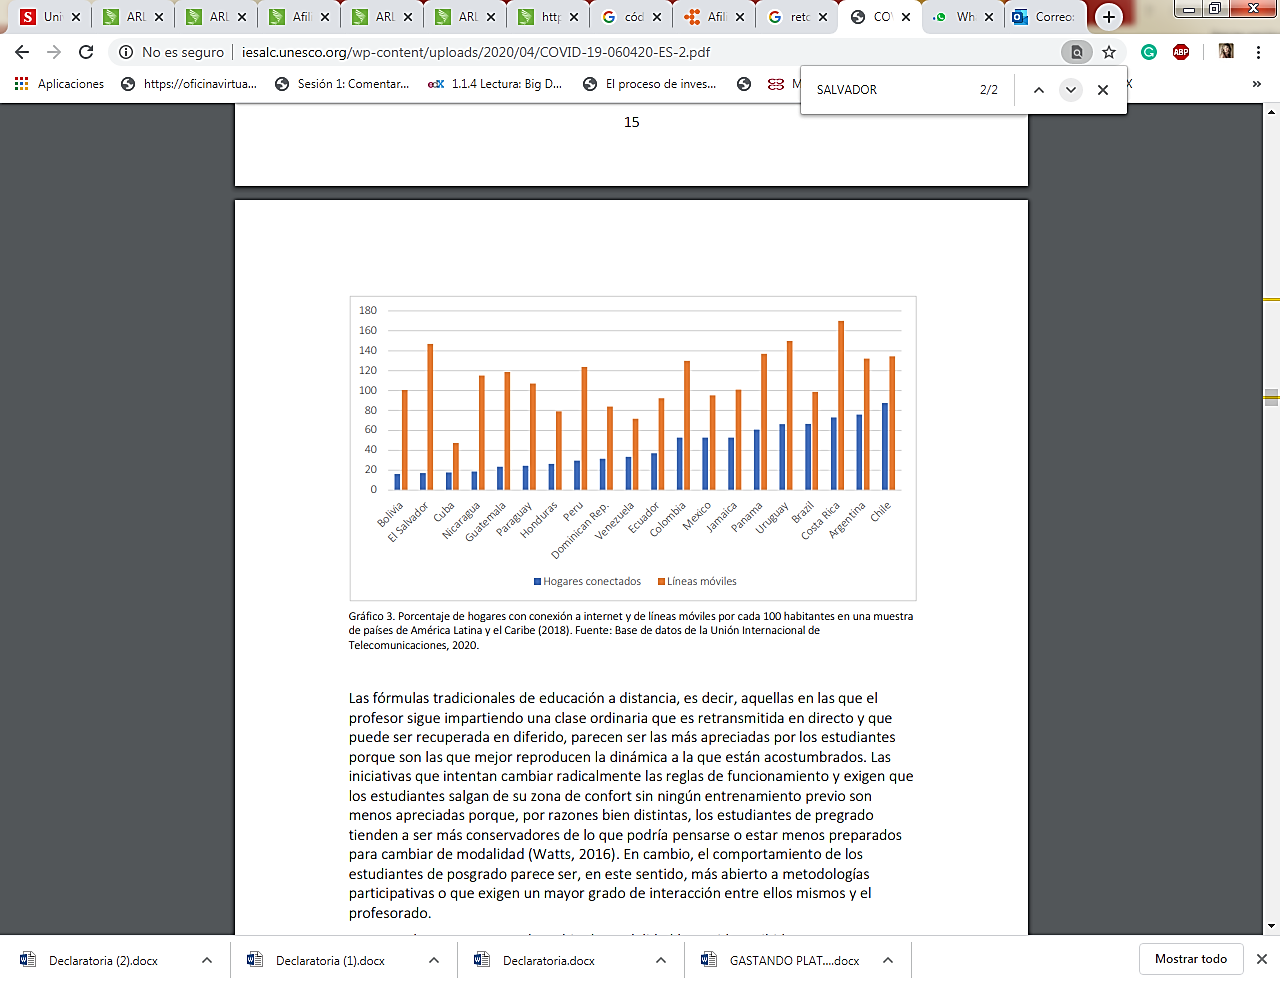 Uni
ARL
ARL
Afili
ARL
ARL
http
cód
Afil
reto
CO
Wh
Correo:
No es seguro
iesalc.unesco.org/wp-content/uploads/2020/04/COVID-19-060420-ES-2.pdf
Aplicaciones
https://oficinavirtua...
Sesión 1: Comentar...
edX
1.1.4 Lectura: Big D...
El proceso de inves...
SALVADOR
2/2
15
180
160
140
120
100
80
60
40
20
0
Bolivia
El Salvador
Cuba
Nicaragua
Guatemala
Paraguay
Honduras
Peru
Dominican Rep.
Venezuela
Ecuador
Colombia
Mexico
Jamaica
Panama
Uruguay
Brazil
Costa Rica
Argentina
Chile
Hogares conectados
Líneas móviles
Gráfico 3. Porcentaje de hogares con conexión a internet y de líneas móviles por cada 100 habitantes en una muestra
de países de América Latina y el Caribe (2018). Fuente: Base de datos de la Unión Internacional de
Telecomunicaciones, 2020.
Las fórmulas tradicionales de educación a distancia, es decir, aquellas en las que el
profesor sigue impartiendo una clase ordinaria que es retransmitida en directo y que
puede ser recuperada en diferido, parecen ser las más apreciadas por los estudiantes
porque son las que mejor reproducen la dinámica a la que están acostumbrados. Las
iniciativas que intentan cambiar radicalmente las reglas de funcionamiento y exigen que
los estudiantes salgan de su zona de confort sin ningún entrenamiento previo son
menos apreciadas porque, por razones bien distintas, los estudiantes de pregrado
tienden a ser más conservadores de lo que podría pensarse o estar menos preparados
para cambiar de modalidad (Watts, 2016). En cambio, el comportamiento de los
estudiantes de posgrado parece ser, en este sentido, más abierto a metodologías
participativas o que exigen un mayor grado de interacción entre ellos mismos y el
profesorado.
Declaratoria (2).docx
Declaratoria (1).docx
Declaratoria.docx
GASTANDO PLAT....docx
Mostrar todo